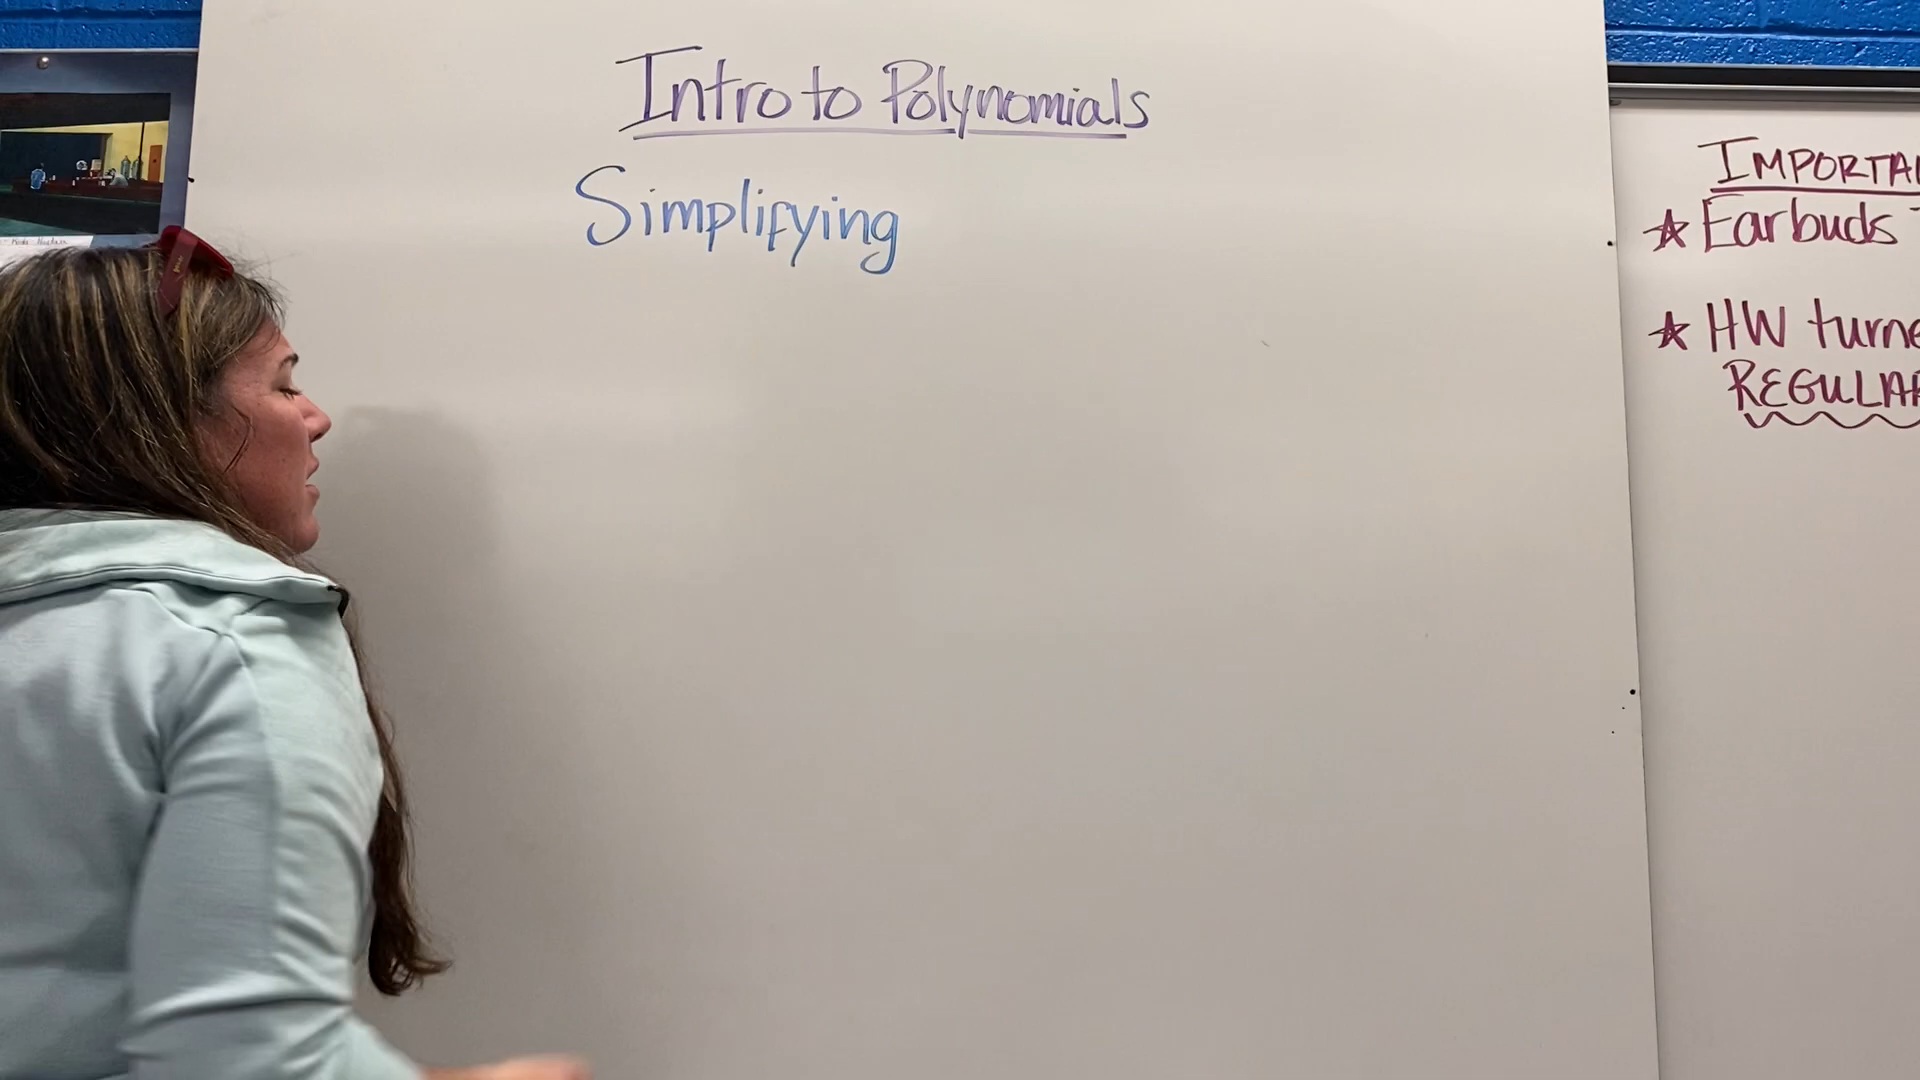 Intro to Polynomials
Simplifying
IMPORTA
☆ Earbuds
☆ HW turne
REGULAR